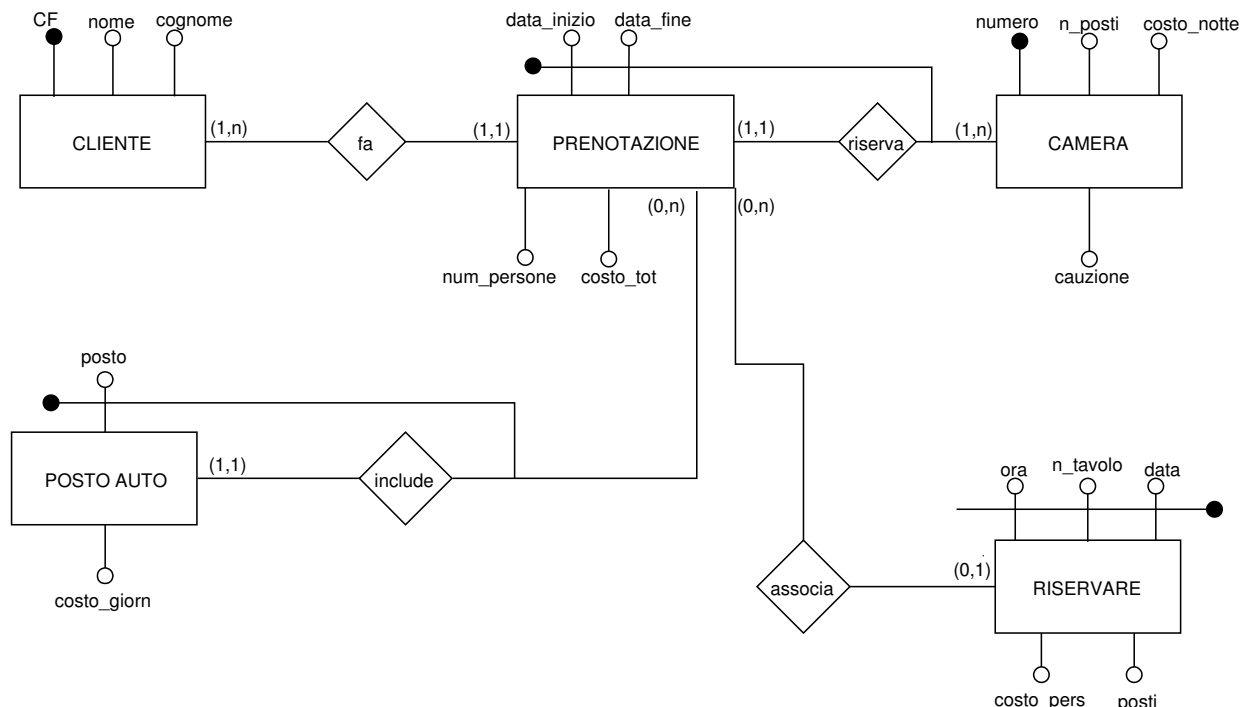 CF
nome
cognome
data_inizio
data_fine
numero
n_posti
costo_notte
CLIENTE
(1,n)
fa
(1,1)
PRENOTAZIONE
(1,1)
riserva
(1,n)
CAMERA
(0,n)
(0,n)
num_persone
costo_tot
cauzione
posto
POSTO AUTO
(1,1)
include
costo_giorn
ora
n_tavolo
data
associa
(0,1)
RISERVARE
costo_pers
posti